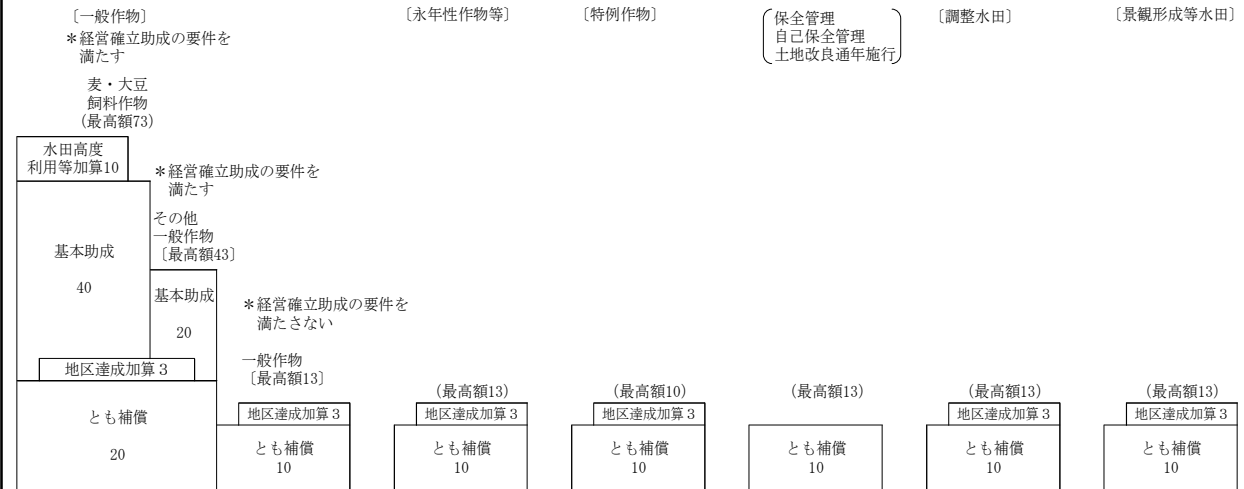 〔一般作物〕
＊経営確立助成の要件を
満たす
麦・大豆
飼料作物
(最高額73)
水田高度
利用等加算10
基本助成
40
＊経営確立助成の要件を
満たす
その他
一般作物
〔最高額43〕
基本助成
20
地区達成加算３
とも補償
20
＊経営確立助成の要件を
満たさない
一般作物
〔最高額13〕
地区達成加算３
とも補償
10
〔永年性作物等〕
(最高額13)
地区達成加算３
とも補償
10
〔特例作物〕
(最高額10)
地区達成加算３
とも補償
10
保全管理
自己保全管理
土地改良通年施行
(最高額13)
とも補償
10
〔調整水田〕
(最高額13)
地区達成加算３
とも補償
10
〔景観形成等水田〕
(最高額13)
地区達成加算３
とも補償
10